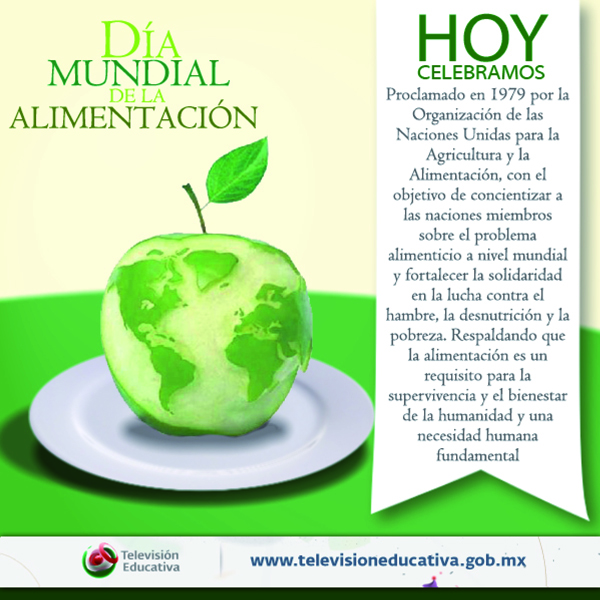 DÍA
MUNDIAL
DE LA
ALIMENTACIÓN
HOY
CELEBRAMOS
Proclamado en 1979 por la
Organización de las
Naciones Unidas para la
Agricultura y la
Alimentación, con el
objetivo de concientizar a
las naciones miembros
sobre el problema
alimenticio a nivel mundial
y fortalecer la solidaridad
en la lucha contra el
hambre, la desnutrición y la
pobreza. Respaldando que
la alimentación es un
requisito para la
supervivencia y el bienestar
de la humanidad y una
necesidad humana
fundamental
Televisión
Educativa
www.televisioneducativa.gob.mx